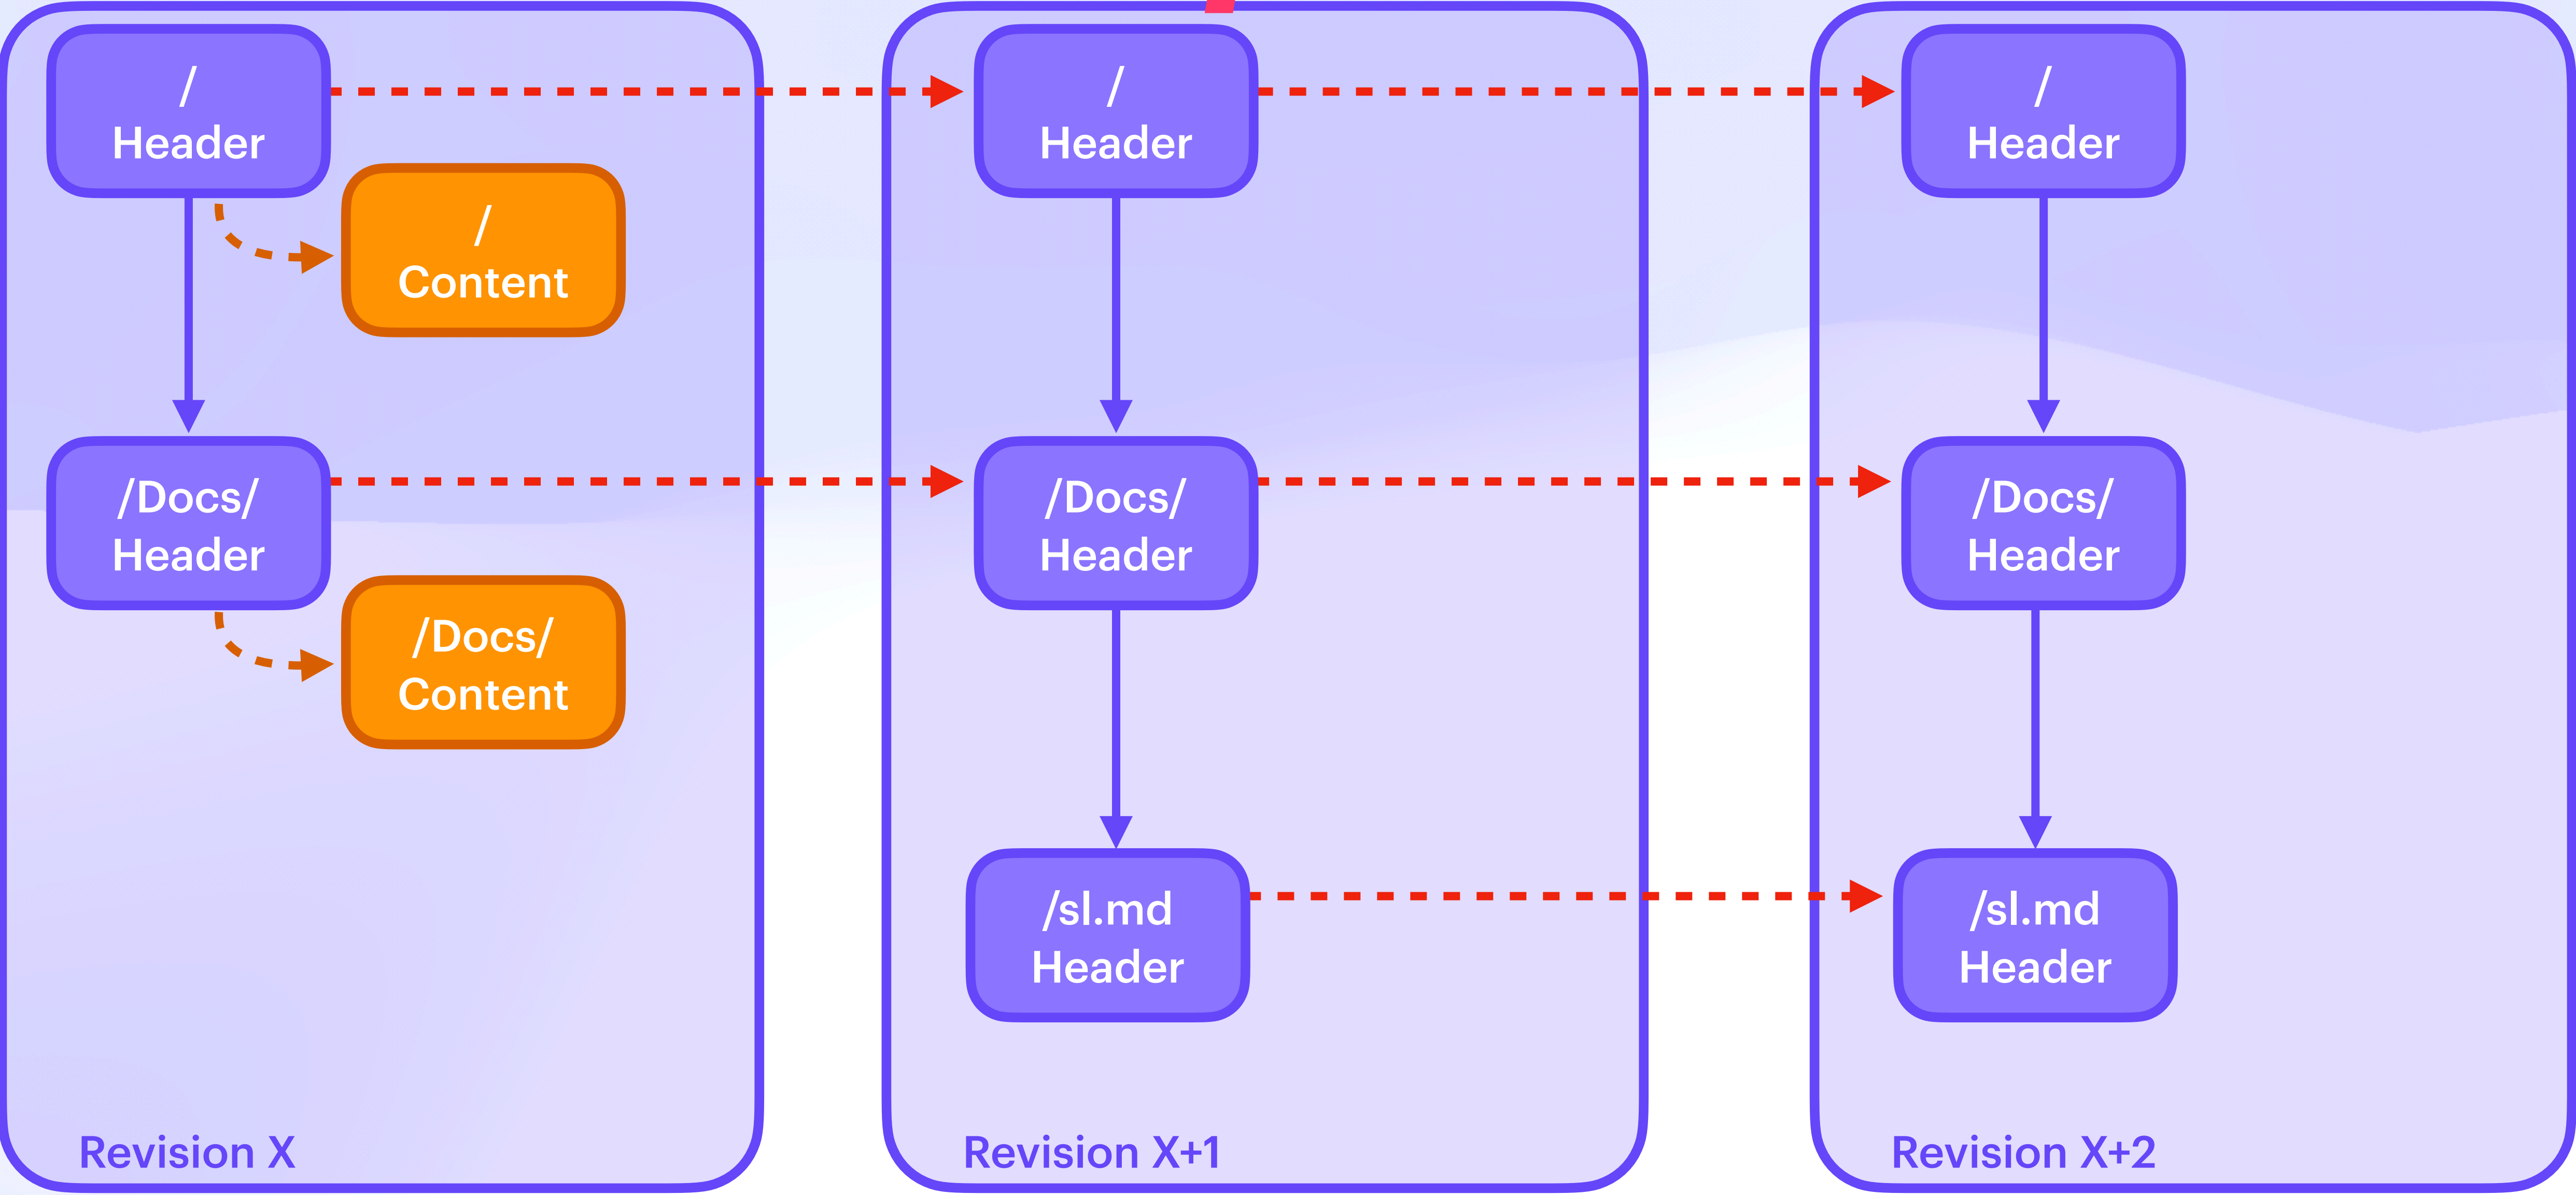 /
Header
/
Content
/Docs/
Header
/Docs/
Content
Revision X
/
Header
/Docs/
Header
/sl.md
Header
Revision X+1
/
Header
/Docs/
Header
/sl.md
Header
Revision X+2